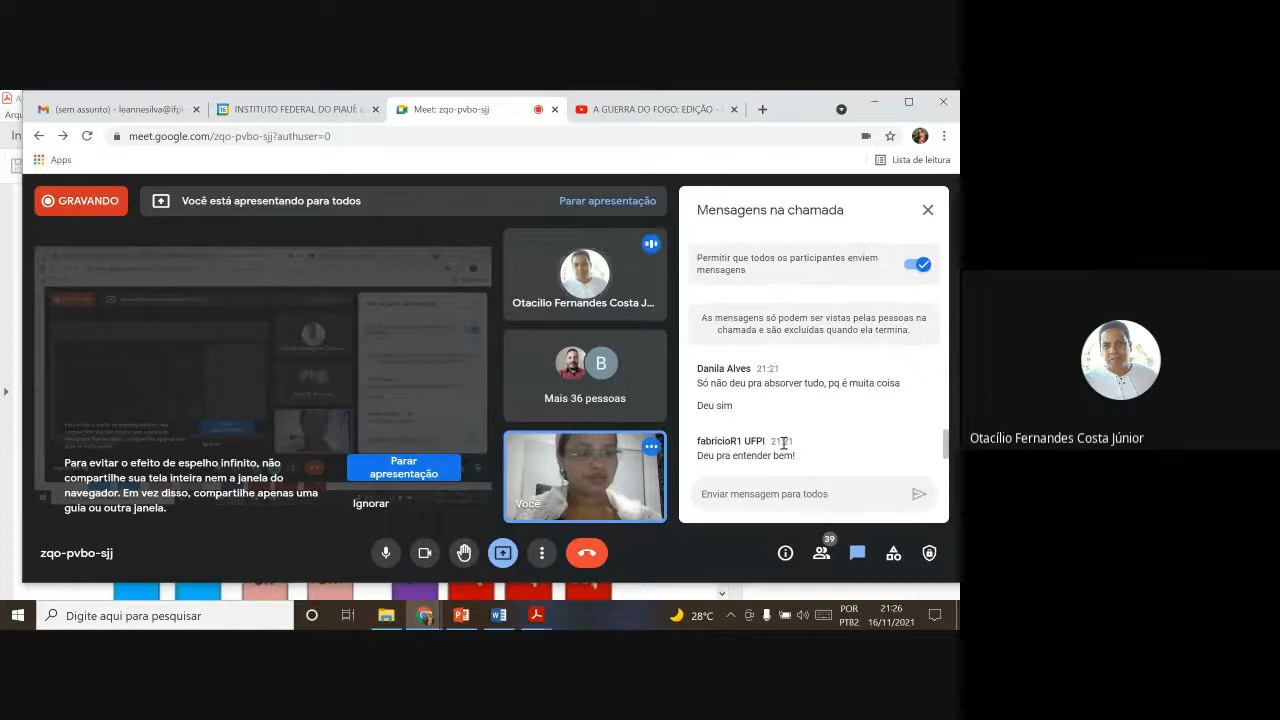 (sem assunto) - leannesilva@ifpi
INSTITUTO FEDERAL DO PIAUÍ:
Meet: zqo-pvbo-sjj
A GUERRA DO FOGO: EDIÇÃO -
meet.google.com/zqo-pvbo-sjj?authuser=0
Apps
Lista de leitura
GRAVANDO
Você está apresentando para todos
Parar apresentação
Mensagens na chamada
Permitir que todos os participantes enviem
mensagens
As mensagens só podem ser vistas pelas pessoas na
chamada e são excluídas quando ela termina.
Danila Alves 21:21
Só não deu pra absorver tudo, pq é muita coisa
Deu sim
fabricioR1 UFPI 21:21
Deu pra entender bem!
Enviar mensagem para todos
Otacílio Fernandes Costa J...
B
Mais 36 pessoas
Você
Para evitar o efeito de espelho infinito, não
compartilhe sua tela inteira nem a janela do
navegador. Em vez disso, compartilhe apenas uma
guia ou outra janela.
Parar
apresentação
Ignorar
zqo-pvbo-sjj
39
Digite aqui para pesquisar
28°C
POR
PTB2
21:26
16/11/2021
Otacílio Fernandes Costa Júnior